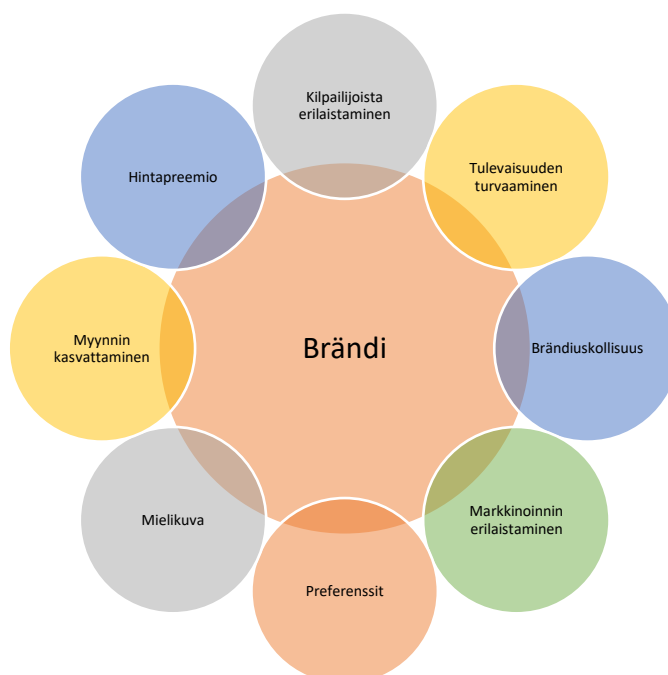 Kilpailijoista
erilaistaminen
Tulevaisuuden
turvaaminen
Brändiuskollisuus
Markkinoinnin
erilaistaminen
Preferenssit
Mielikuva
Myynnin
kasvattaminen
Hintapreemio
Brändi